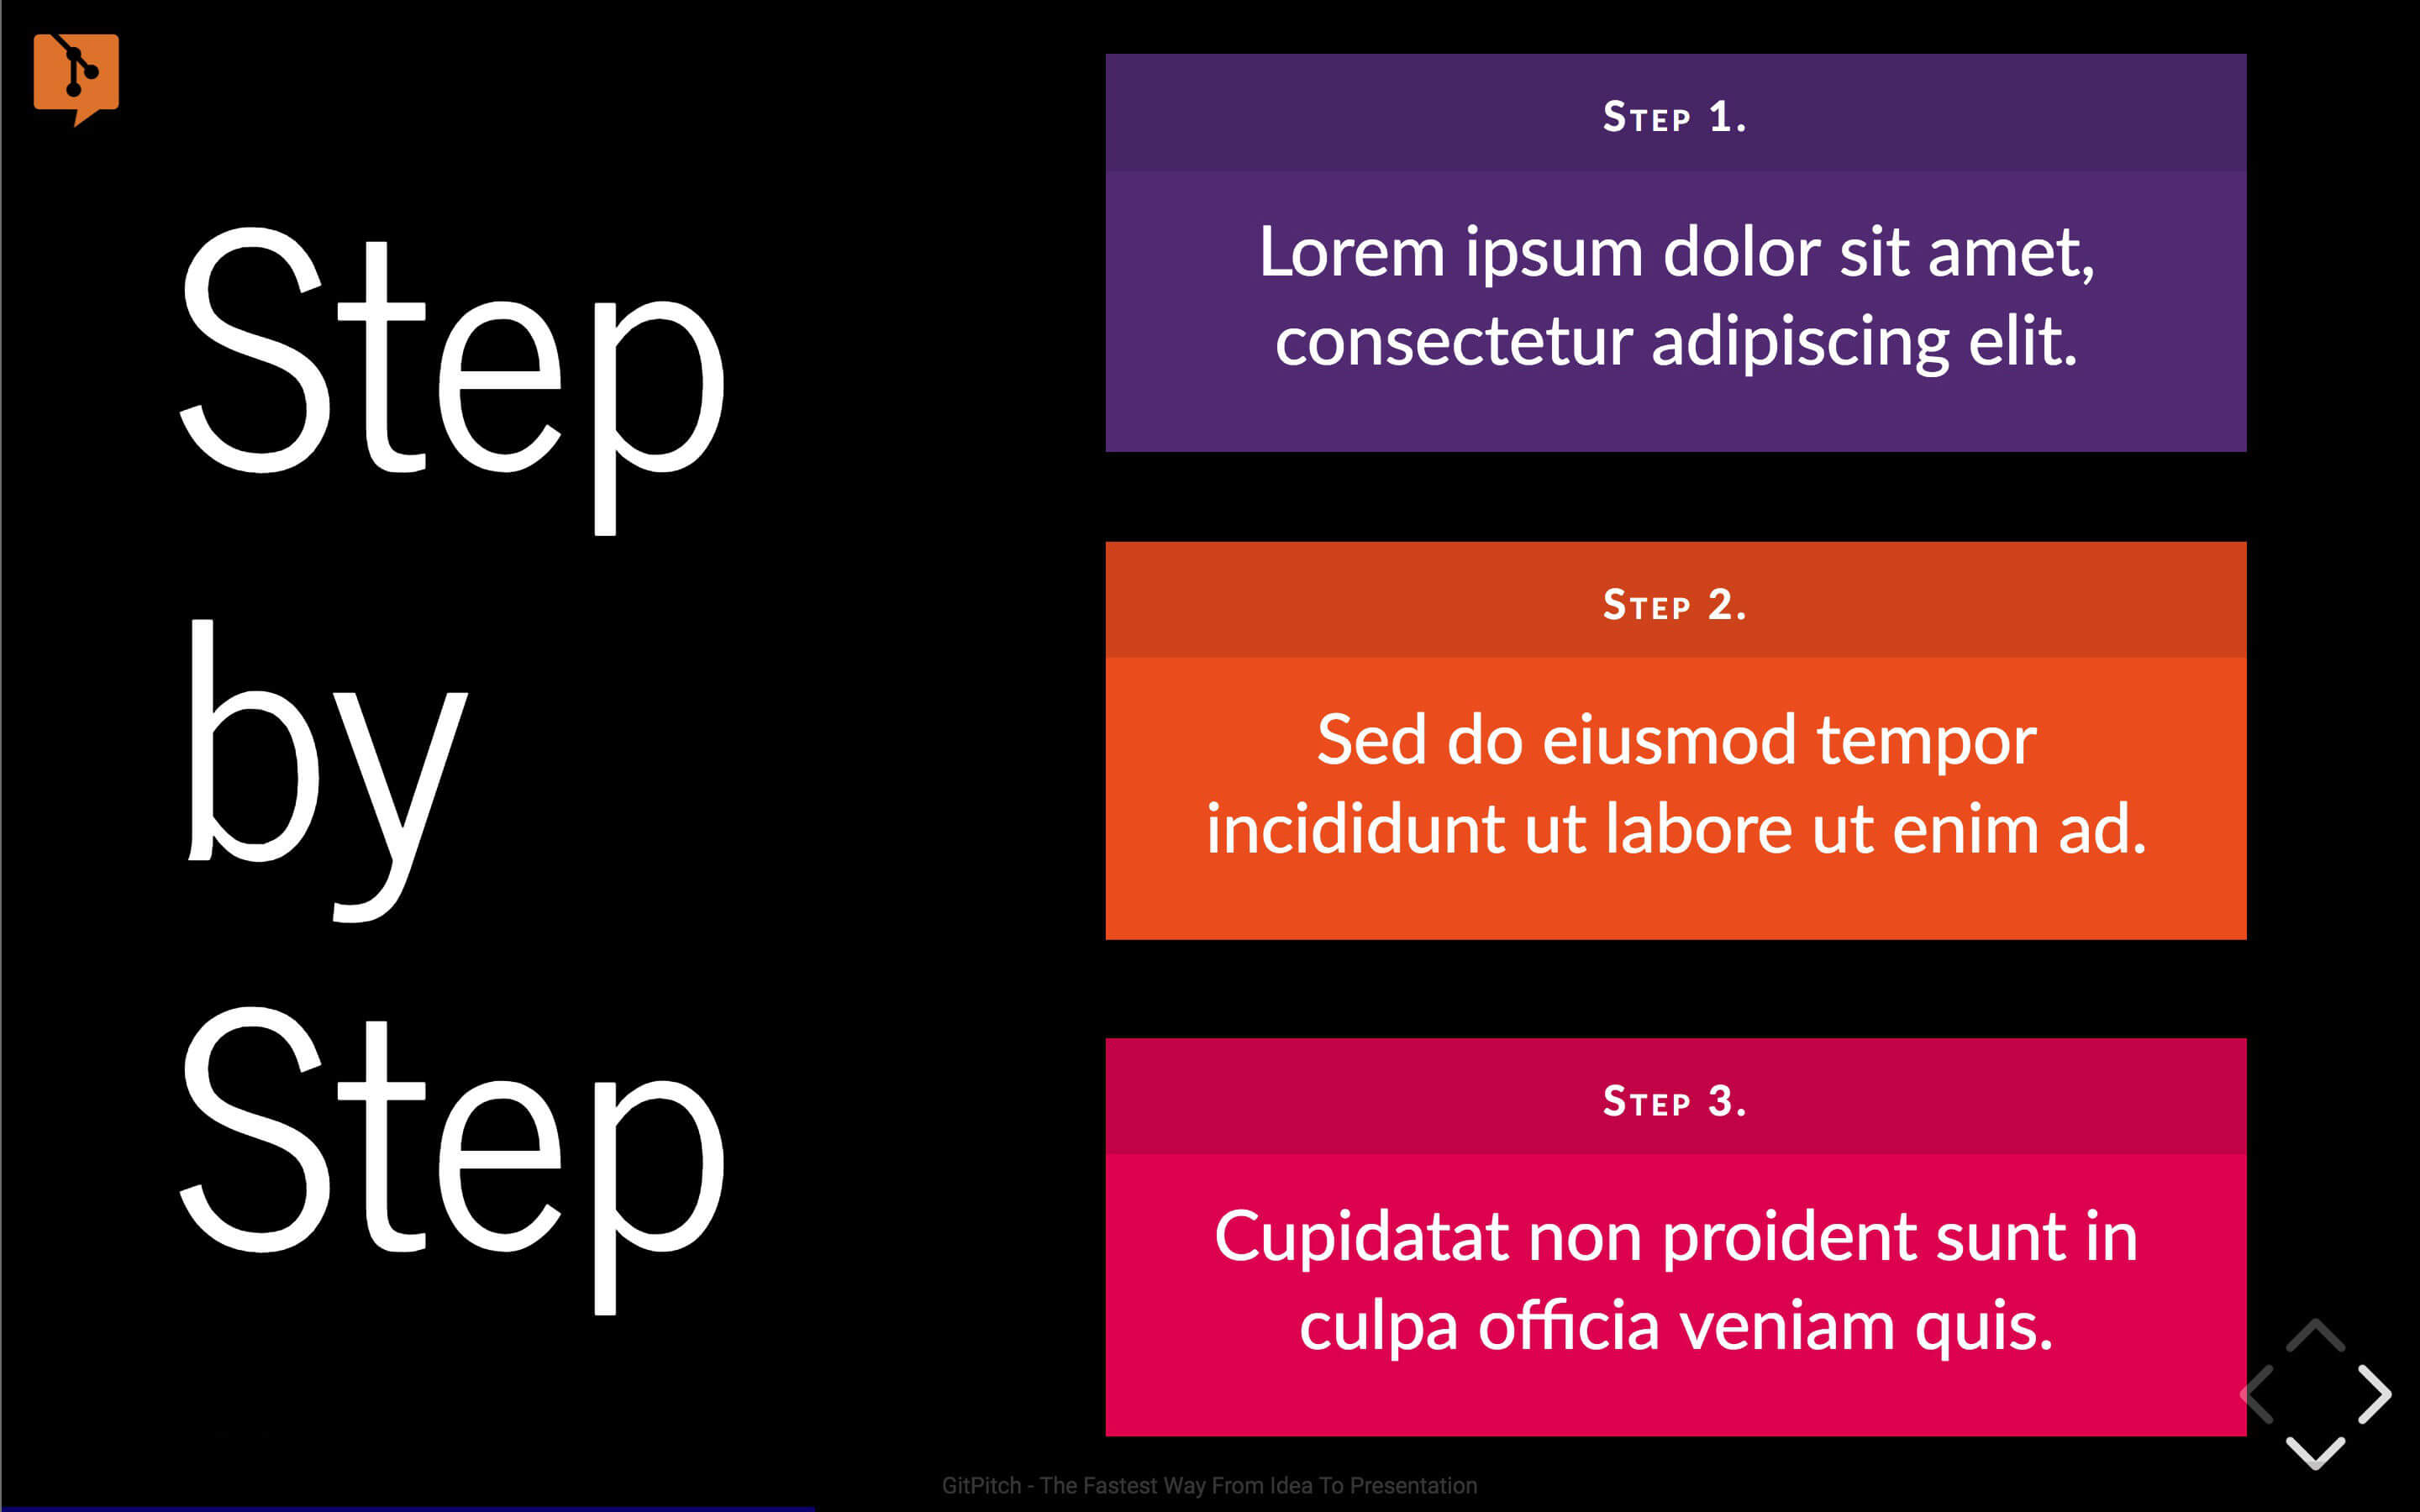 Step
by
Step
Step 1.
Lorem ipsum dolor sit amet,
consectetur adipiscing elit.
Step 2.
Sed do eiusmod tempor
incididunt ut labore ut enim ad.
Step 3.
Cupidatat non proident sunt in
culpa officia veniam quis.
GitPitch - The Fastest Way From Idea To Presentation